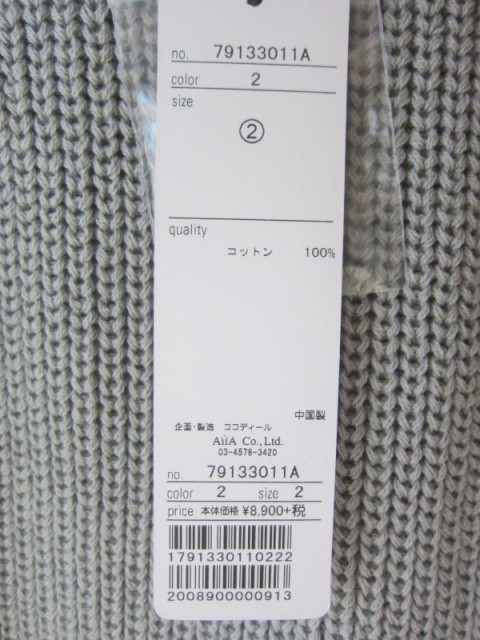 no. 79133011A
color 2
size
②
quality
コットン 100%
中国製
企画・製造 ココディール
AiiA Co.,Ltd.
03-4578-3420
no. 79133011A
color 2 size 2
price 本体価格 ¥8,900+税
1791330110222
2008900000913